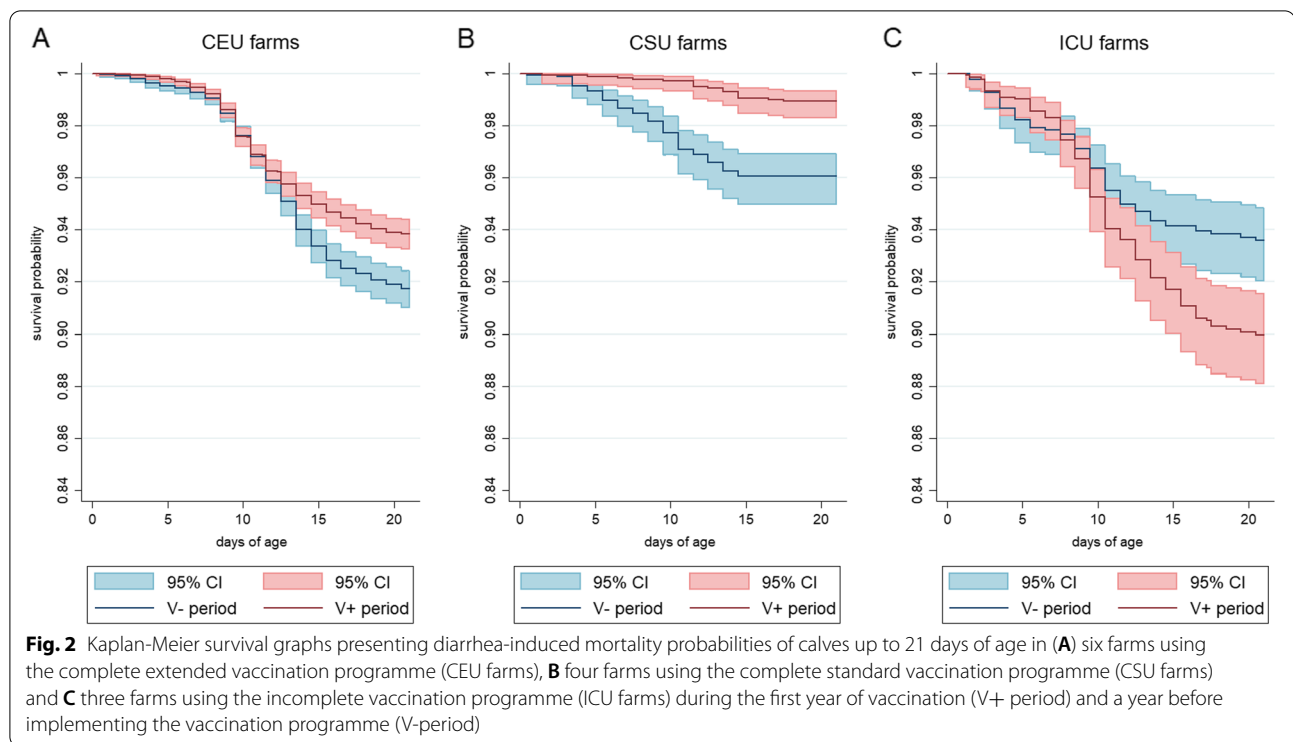 A
CEU farms
survival probability
1
0.98
0.96
0.94
0.92
0.90
0.88
0.86
0.84
0 5 10 15 20
days of age
95% CI 95% CI
V- period V+ period
B
CSU farms
survival probability
1
0.98
0.96
0.94
0.92
0.90
0.88
0.86
0.84
0 5 10 15 20
days of age
95% CI 95% CI
V- period V+ period
C
ICU farms
survival probability
1
0.98
0.96
0.94
0.92
0.90
0.88
0.86
0.84
0 5 10 15 20
days of age
95% CI 95% CI
V- period V+ period
Fig. 2 Kaplan-Meier survival graphs presenting diarrhea-induced mortality probabilities of calves up to 21 days of age in (A) six farms using
the complete extended vaccination programme (CEU farms), B four farms using the complete standard vaccination programme (CSU farms)
and C three farms using the incomplete vaccination programme (ICU farms) during the first year of vaccination (V+ period) and a year before
implementing the vaccination programme (V-period)